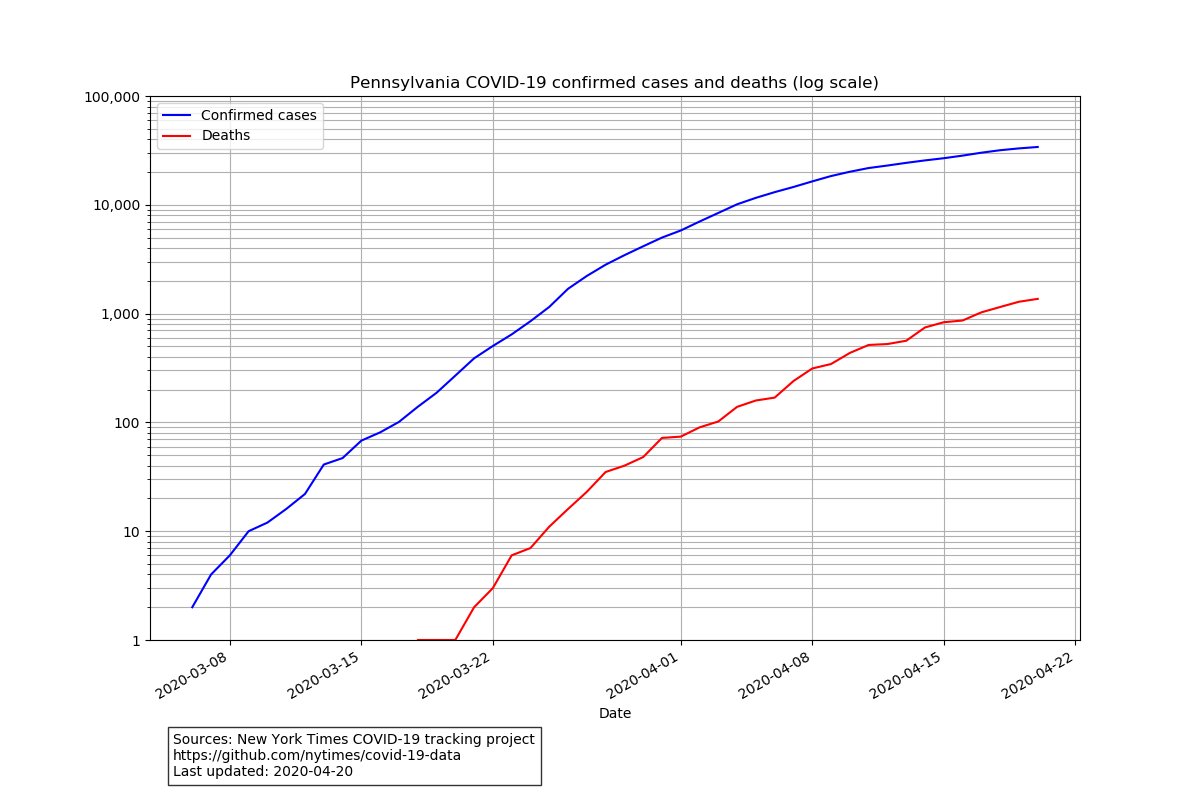 Pennsylvania COVID-19 confirmed cases and deaths (log scale)
100,000
10,000
1,000
100
10
1
Confirmed cases
Deaths
2020-03-08
2020-03-15
2020-03-22
2020-04-01
2020-04-08
2020-04-15
2020-04-22
Date
Sources: New York Times COVID-19 tracking project
https://github.com/nytimes/covid-19-data
Last updated: 2020-04-20